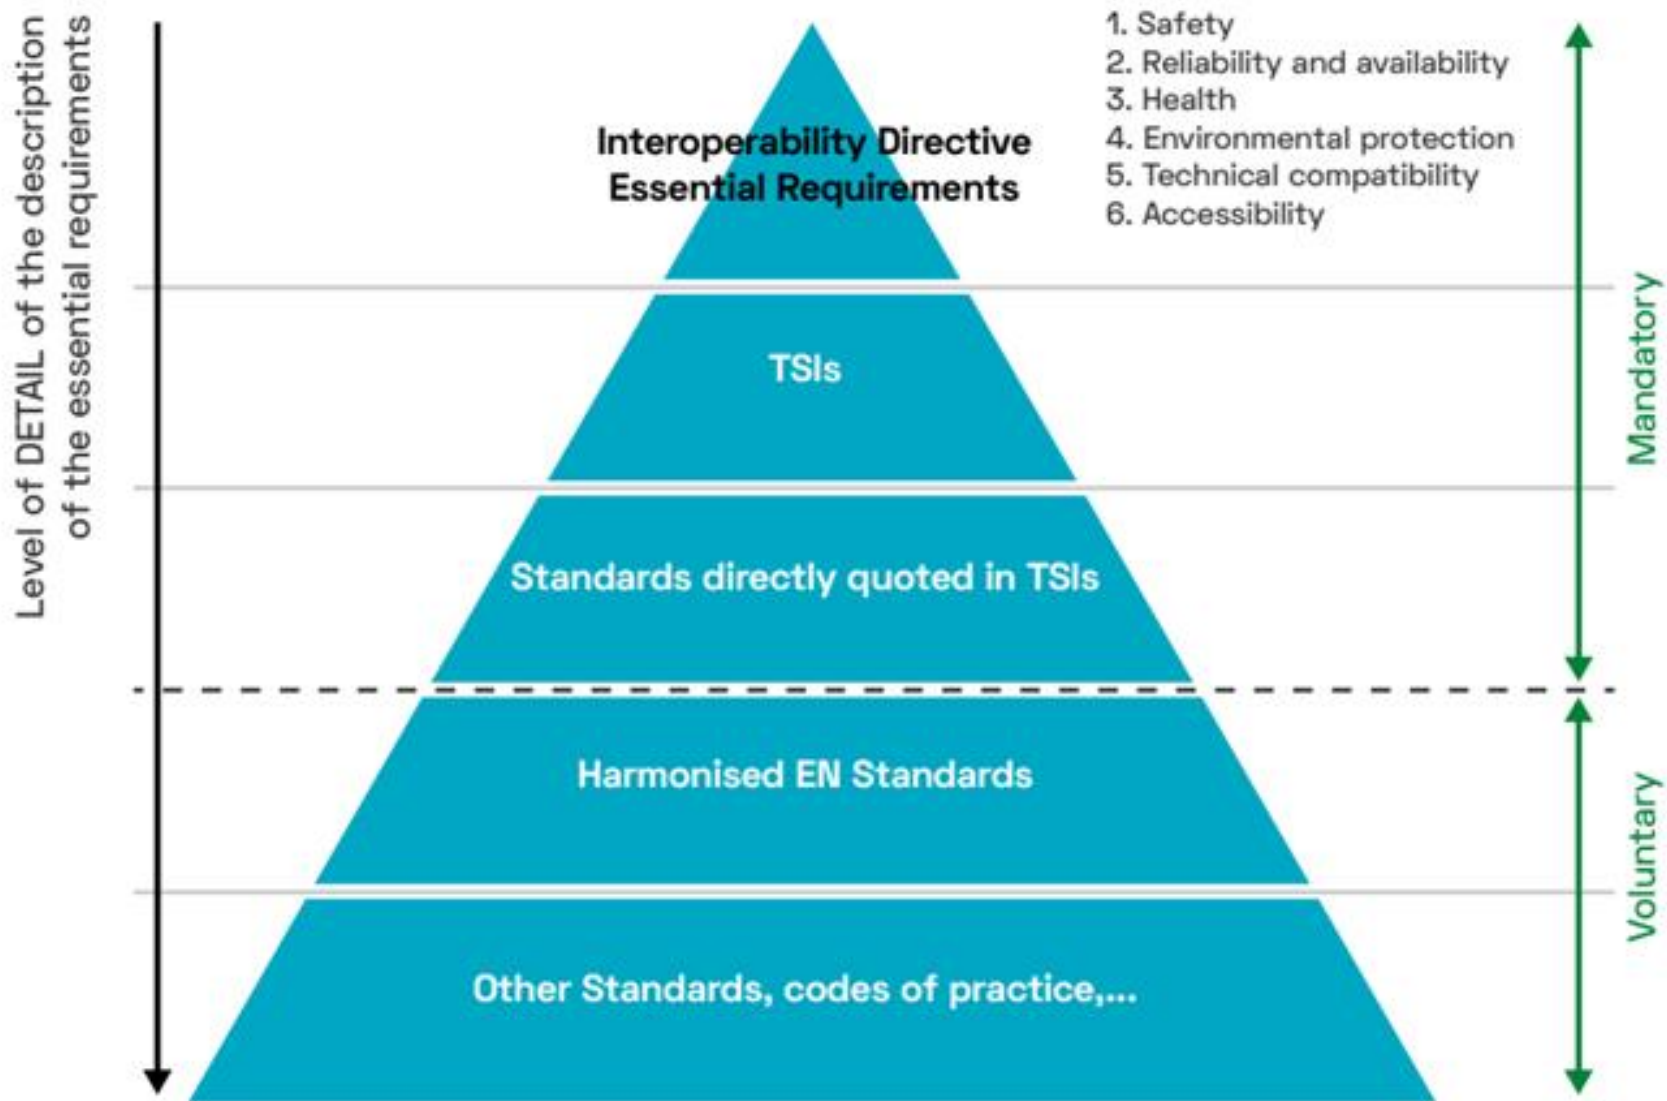 Level of DETAIL of the description
of the essential requirements
Interoperability Directive
Essential Requirements
1. Safety
2. Reliability and availability
3. Health
4. Environmental protection
5. Technical compatibility
6. Accessibility
TSIs
Standards directly quoted in TSIs
Mandatory
Harmonised EN Standards
Other Standards, codes of practice,...
Voluntary